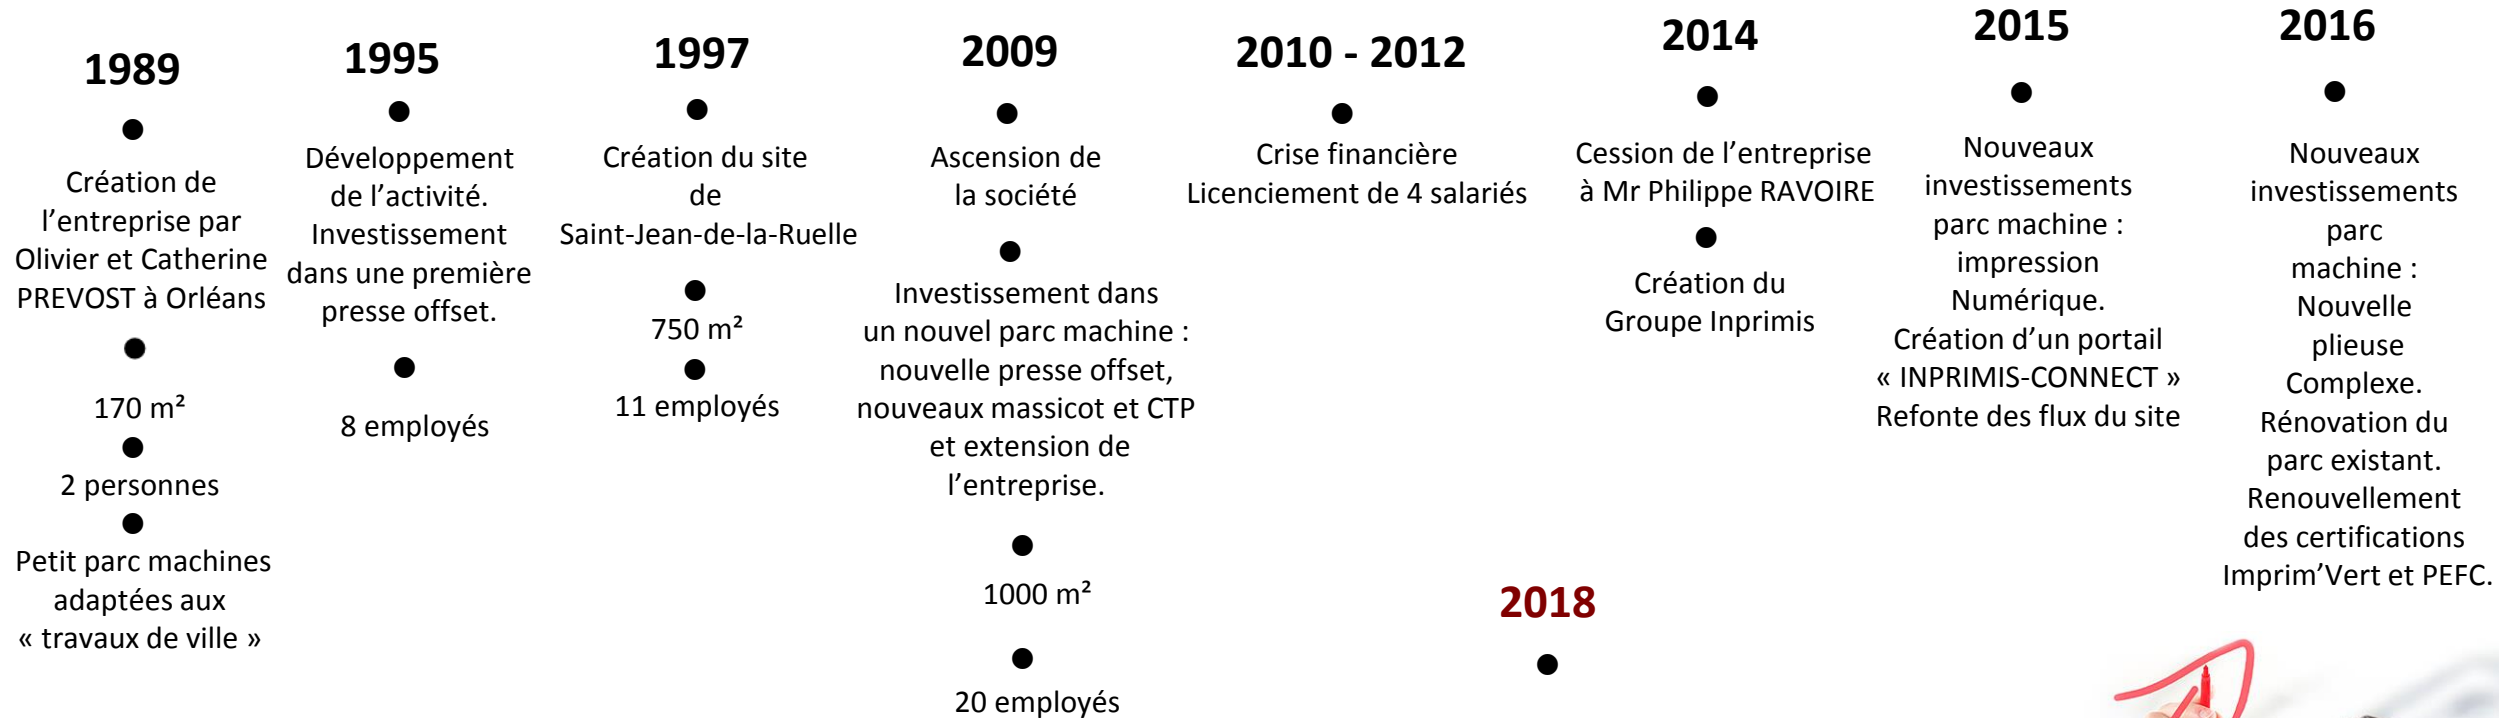 1989
Création de
l’entreprise par
Olivier et Catherine
PREVOST à Orléans
170 m²
2 personnes
Petit parc machines
adaptées aux
« travaux de ville »
1995
Développement
de l’activité.
Investissement
dans une première
presse offset.
8 employés
1997
Création du site
de
Saint-Jean-de-la-Ruelle
750 m²
11 employés
2009
Ascension de
la société
Investissement dans
un nouvel parc machine :
nouvelle presse offset,
nouveaux massicot et CTP
et extension de
l’entreprise.
1000 m²
20 employés
2010 - 2012
Crise financière
Licenciement de 4 salariés
2014
Cession de l’entreprise
à Mr Philippe RAVOIRE
Création du
Groupe Inprimis
2015
Nouveaux
investissements
parc machine :
impression
Numérique.
Création d’un portail
« INPRIMIS-CONNECT »
Refonte des flux du site
2016
Nouveaux
investissements
parc
machine :
Nouvelle
plieuse
Complexe.
Rénovation du
parc existant.
Renouvellement
des certifications
Imprim’Vert et PEFC.
2018